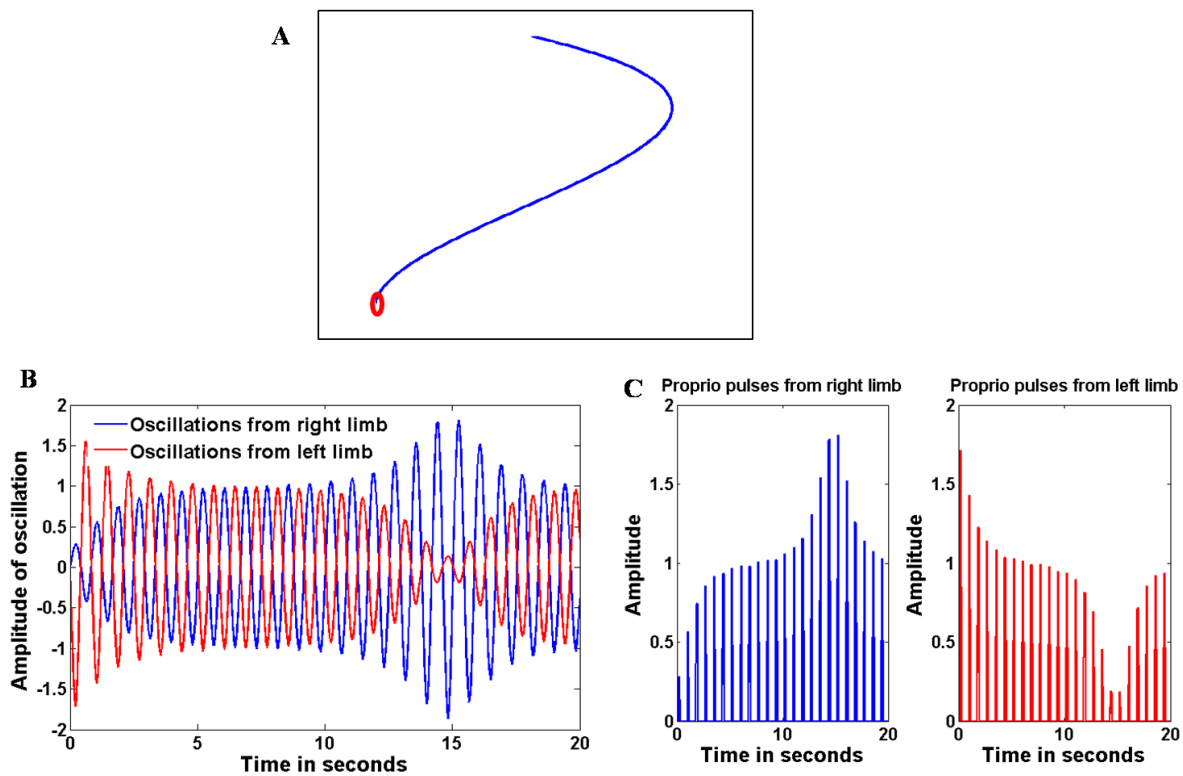 A
B
2
1.5
1
0.5
0
-0.5
-1
-1.5
-2
Amplitude of oscillation
Oscillations from right limb
Oscillations from left limb
0
5
10
15
20
Time in seconds
C
Proprio pulses from right limb
2
1.5
1
0.5
0
Amplitude
0
10
20
Time in seconds
Proprio pulses from left limb
2
1.5
1
0.5
0
Amplitude
0
10
20
Time in seconds